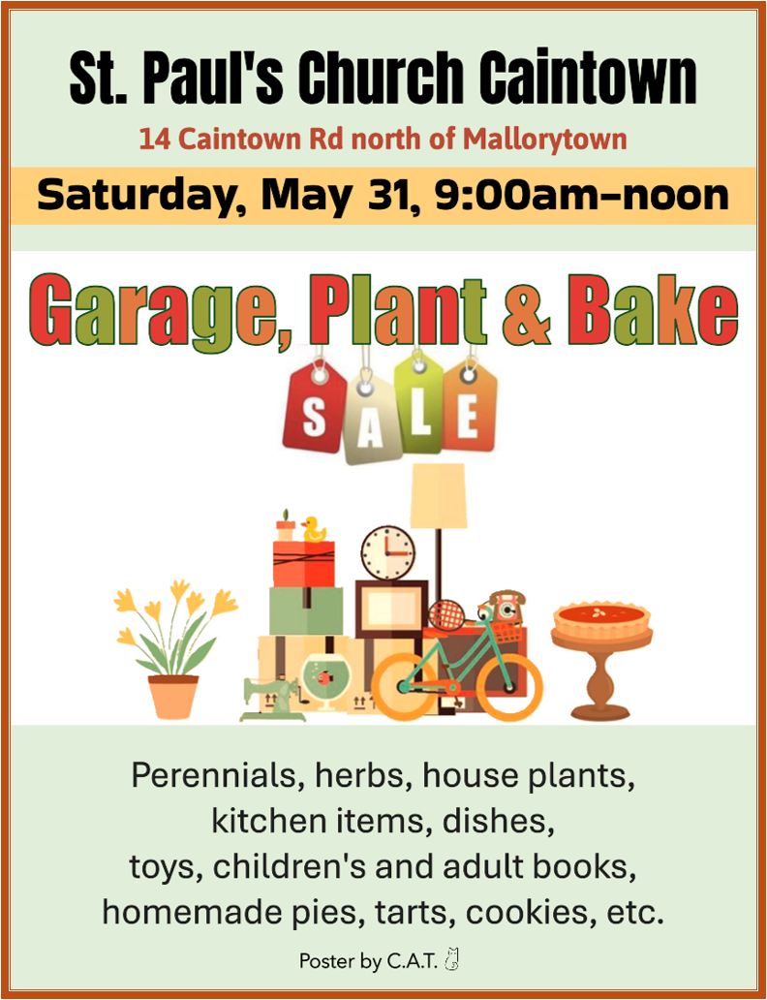 St. Paul's Church Caintown
14 Caintown Rd north of Mallorytown
Saturday, May 31, 9:00am–noon
Garage, Plant & Bake
SALE
Perennials, herbs, house plants,
kitchen items, dishes,
toys, children's and adult books,
homemade pies, tarts, cookies, etc.
Poster by C.A.T.